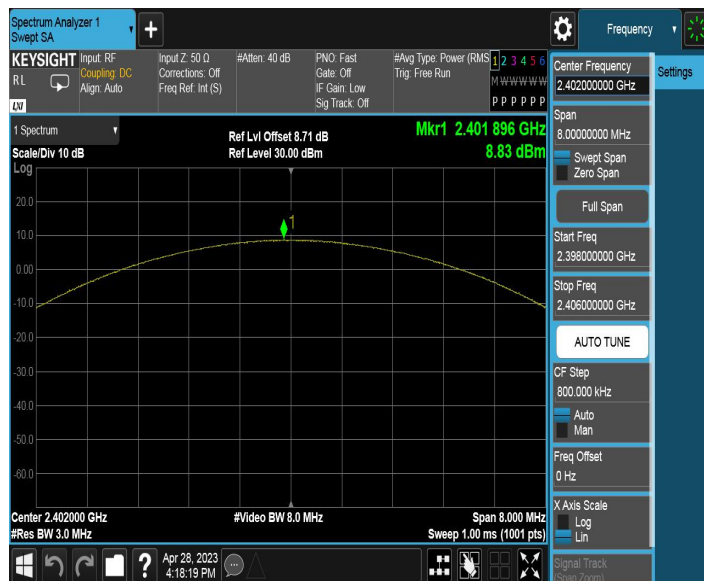 Spectrum Analyzer 1
Swept SA
+
Frequency
KEYSIGHT
RL
LXI
Input: RF
Coupling: DC
Align: Auto
Input Z: 50 Ω
Corrections: Off
Freq Ref: Int (S)
#Atten: 40 dB
PNO: Fast
Gate: Off
IF Gain: Low
Sig Track: Off
#Avg Type: Power (RMS
Trig: Free Run
1 2 3 4 5 6
M W W W W W
P P P P P P
Center Frequency
2.402000000 GHz
Settings
Span
8.00000000 MHz
Swept Span
Zero Span
Full Span
Start Freq
2.398000000 GHz
Stop Freq
2.406000000 GHz
AUTO TUNE
CF Step
800.000 kHz
Auto
Man
Freq Offset
0 Hz
X Axis Scale
Log
Lin
Signal Track
(Span Zoom)
1 Spectrum
Scale/Div 10 dB
Log
Ref Lvl Offset 8.71 dB
Ref Level 30.00 dBm
Mkr1 2.401 896 GHz
8.83 dBm
1
20.0
10.0
0.00
-10.0
-20.0
-30.0
-40.0
-50.0
-60.0
Center 2.402000 GHz
#Res BW 3.0 MHz
#Video BW 8.0 MHz
Span 8.000 MHz
Sweep 1.00 ms (1001 pts)
?
Apr 28, 2023
4:18:19 PM